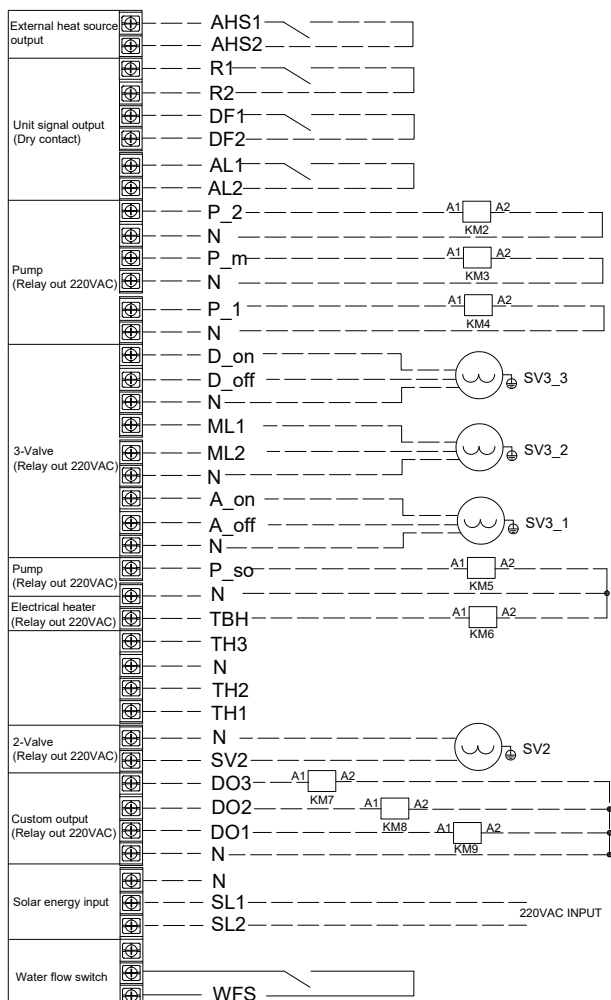 External heat source
output
AHS1
AHS2
Unit signal output
(Dry contact)
R1
R2
DF1
DF2
AL1
AL2
Pump
(Relay out 220VAC)
P_2
A1 A2
KM2
N
P_m
A1 A2
KM3
N
P_1
A1 A2
KM4
N
3-Valve
(Relay out 220VAC)
D_on
D_off
SV3_3
N
ML1
ML2
SV3_2
N
A_on
A_off
SV3_1
N
Pump
(Relay out 220VAC)
P_so
A1 A2
KM5
N
Electrical heater
(Relay out 220VAC)
TBH
A1 A2
KM6
TH3
N
TH2
TH1
2-Valve
(Relay out 220VAC)
N
SV2
SV2
Custom output
(Relay out 220VAC)
DO3
A1 A2
KM7
DO2
A1 A2
KM8
DO1
A1 A2
KM9
N
Solar energy input
N
SL1
220VAC INPUT
SL2
Water flow switch
WFS